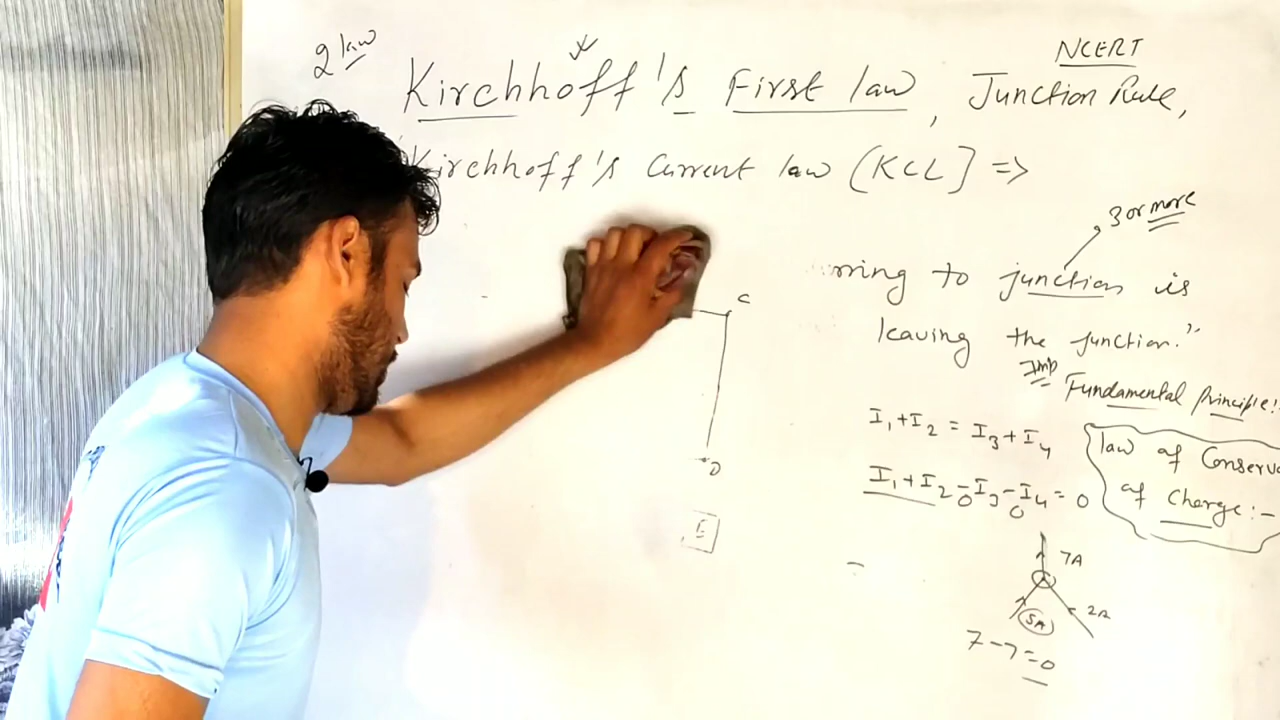 2 law
NCERT
Kirchhoff's First law, Junction Rule,
Kirchhoff's Current law (KCL] =>
3 or more
rring to junction is
leaving the junction."
Imp
Fundamental Principle:
I₁+I₂ = I₃+I₄
I₁+I₂-I₃-I₄=0
law of Conserva
of Charge:-
C
D
E
7A
5A
2A
7-7=0